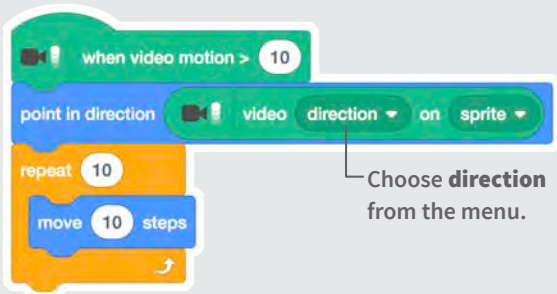 when video motion > 10
point in direction video direction on sprite
repeat 10
Choose direction
from the menu.
move 10 steps